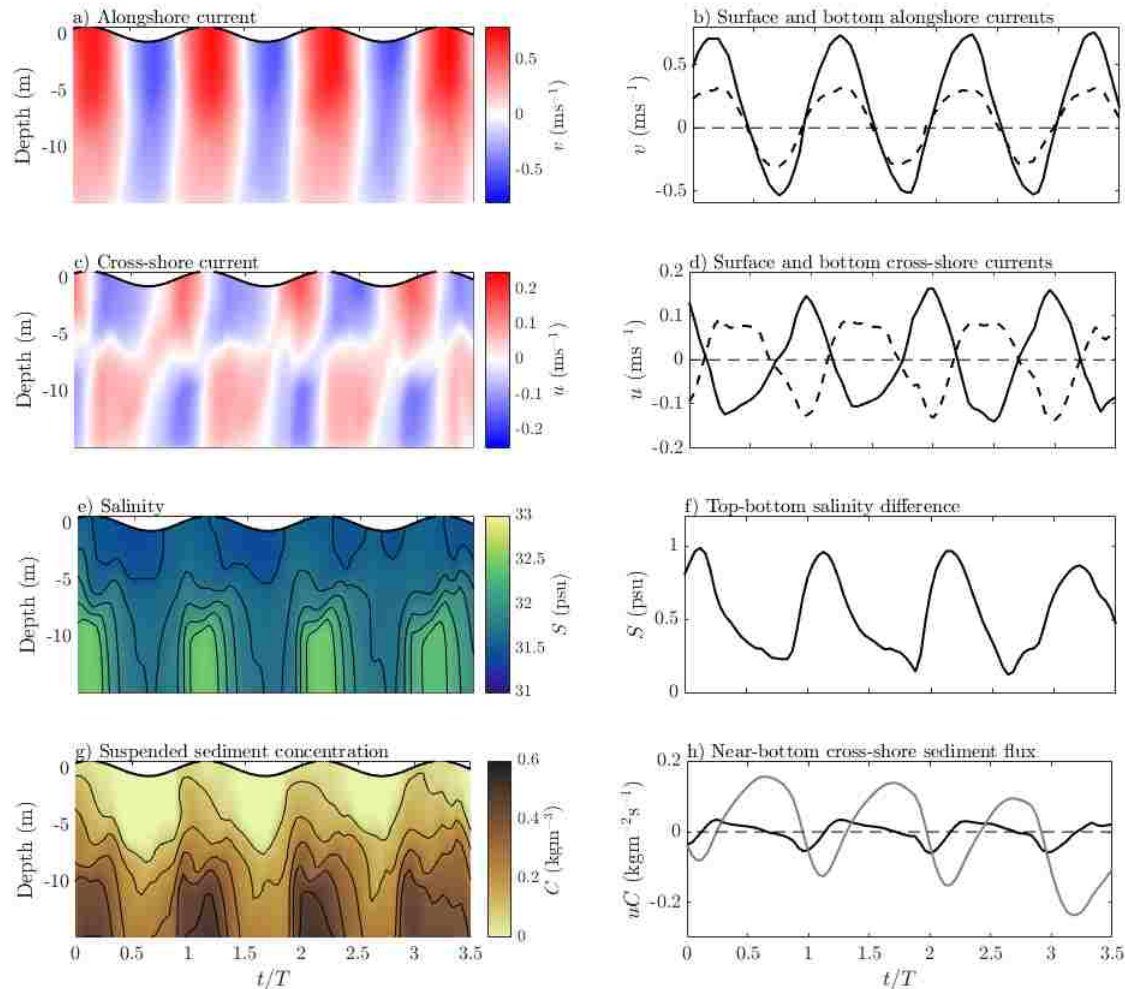 a) Alongshore current
0
-5
-10
Depth (m)
0.5
0
-0.5
v (ms⁻¹)
b) Surface and bottom alongshore currents
0.5
0
-0.5
v (ms⁻¹)
c) Cross-shore current
0
-5
-10
Depth (m)
0.2
0.1
0
-0.1
-0.2
u (ms⁻¹)
d) Surface and bottom cross-shore currents
0.2
0.1
0
-0.1
-0.2
u (ms⁻¹)
e) Salinity
0
-5
-10
Depth (m)
33
32.5
32
31.5
31
S (psu)
f) Top-bottom salinity difference
1
0.5
0
S (psu)
g) Suspended sediment concentration
0
-5
-10
Depth (m)
0.6
0.4
0.2
0
C (kgm⁻³)
0 0.5 1 1.5 2 2.5 3 3.5
t/T
h) Near-bottom cross-shore sediment flux
0.2
0
-0.2
uC (kgm⁻²s⁻¹)
0 0.5 1 1.5 2 2.5 3 3.5
t/T